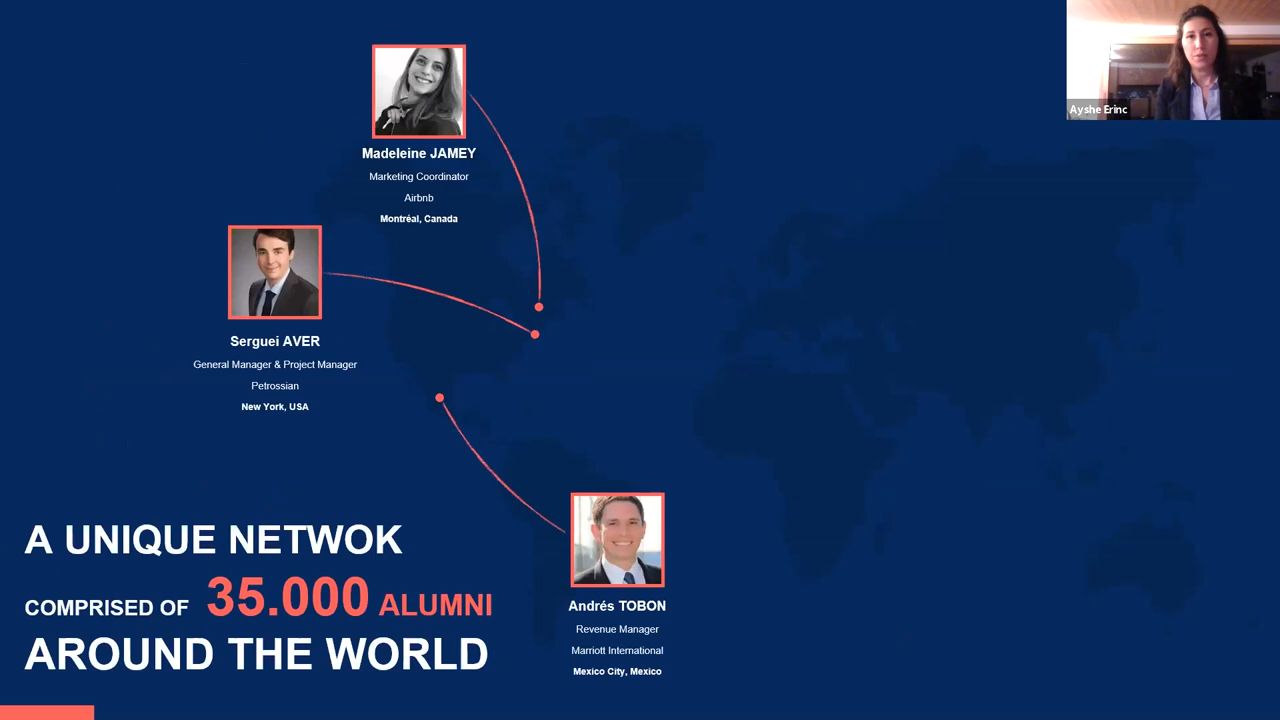 Ayshe Erinc
Madeleine JAMEY
Marketing Coordinator
Airbnb
Montréal, Canada
Serguei AVER
General Manager & Project Manager
Petrossian
New York, USA
A UNIQUE NETWOK
COMPRISED OF 35.000 ALUMNI
AROUND THE WORLD
Andrés TOBON
Revenue Manager
Marriott International
Mexico City, Mexico